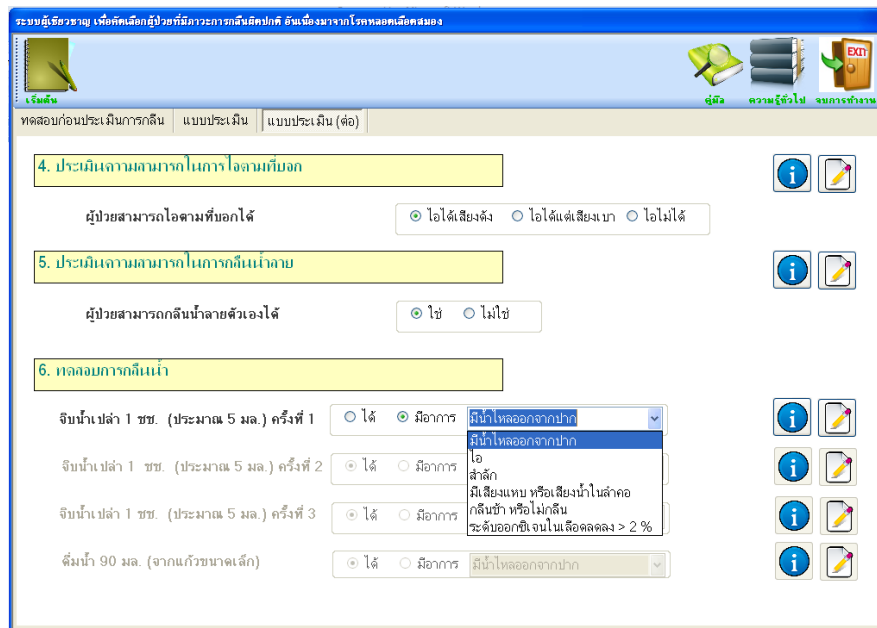 ระบบผู้เชียวชาญ เพื่อคัดเลือกผู้ป่วยที่มีภาวะการกลืนผิดปกติ อันเนื่องมาจากโรคหลอดเลือดสมอง
EXIT
เริ่มต้น
คู่มือ ความรู้ทั่วไป จบการทำงาน
ทดสอบก่อนประเมินการกลืน แบบประเมิน แบบประเมิน (ต่อ)
4. ประเมินความสามารถในการไอตามที่บอก
ผู้ป่วยสามารถไอตามที่บอกได้ ไอได้เสียงดัง ไอได้แต่เสียงเบา ไอไม่ได้
5. ประเมินความสามารถในการกลืนน้ำลาย
ผู้ป่วยสามารถกลืนน้ำลายตัวเองได้ ใช่ ไม่ใช่
6. ทดสอบการกลืนน้ำ
จิบน้ำเปล่า 1 ชช. (ประมาณ 5 มล.) ครั้งที่ 1 ได้ มีอาการ มีน้ำไหลออกจากปาก
มีน้ำไหลออกจากปาก
ไอ
จิบน้ำเปล่า 1 ชช. (ประมาณ 5 มล.) ครั้งที่ 2 ได้ มีอาการ
สำลัก
มีเสียงแหบ หรือเสียงน้ำในลำคอ
กลืนช้า หรือไม่กลืน
จิบน้ำเปล่า 1 ชช. (ประมาณ 5 มล.) ครั้งที่ 3 ได้ มีอาการ
ระดับออกซิเจนในเลือดลดลง > 2 %
ดื่มน้ำ 90 มล. (จากแก้วขนาดเล็ก) ได้ มีอาการ มีน้ำไหลออกจากปาก